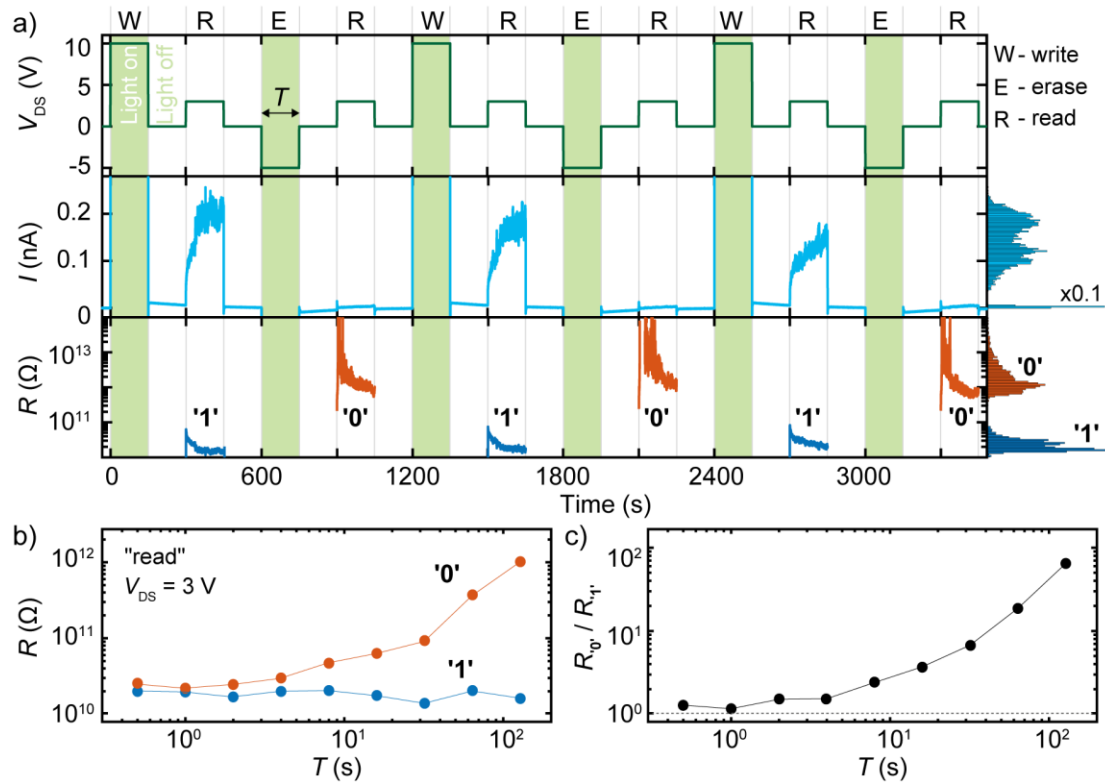 W R E R W R E R W R E R
a)
10
5
0
-5
V_DS (V)
Light on
Light off
T
W - write
E - erase
R - read
0.2
0.1
0
I (nA)
x0.1
10^13
10^11
R (Ω)
'1' '0' '1' '0' '1' '0'
'0'
'1'
0 600 1200 1800 2400 3000
Time (s)
b)
"read"
V_DS = 3 V
'0'
'1'
10^12
10^11
10^10
R (Ω)
10^0 10^1 10^2
T (s)
c)
10^2
10^1
10^0
R_'0' / R_'1'
10^0 10^1 10^2
T (s)